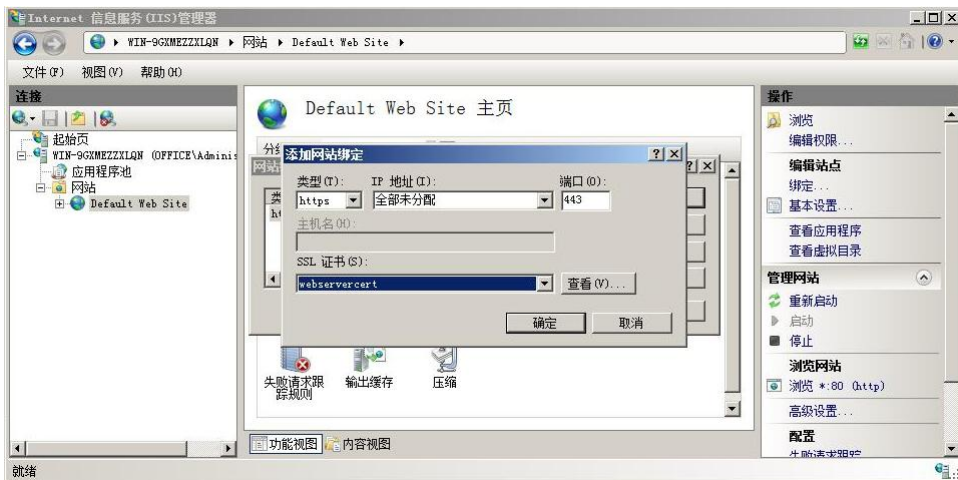 Internet 信息服务(IIS)管理器
WIN-9GXMEZZXLQN ▸ 网站 ▸ Default Web Site ▸
文件(F) 视图(V) 帮助(H)
连接
起始页
WIN-9GXMEZZXLQN (OFFICE\Adminis
应用程序池
网站
Default Web Site
Default Web Site 主页
网站
添加网站绑定
类型(T): IP 地址(I): 端口(O):
https 全部未分配 443
主机名(H):
SSL 证书(S):
webservercert 查看(V)...
确定 取消
失败请求跟踪规则
输出缓存
压缩
功能视图 内容视图
操作
浏览
编辑权限...
编辑站点
绑定...
基本设置...
查看应用程序
查看虚拟目录
管理网站
重新启动
启动
停止
浏览网站
浏览 *:80 (http)
高级设置...
配置
失败请求跟踪
就绪